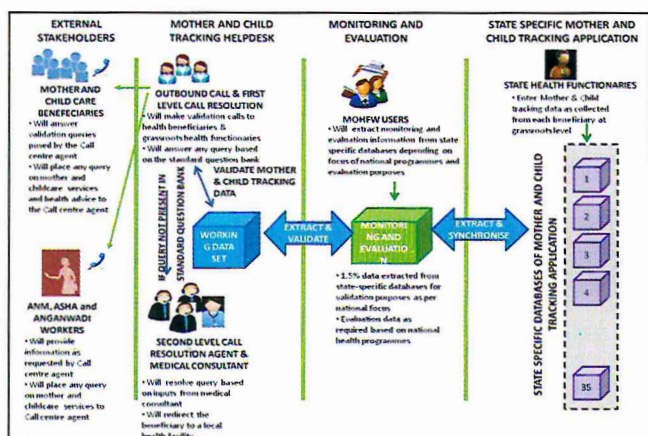 EXTERNAL
STAKEHOLDERS
MOTHER AND
CHILD CARE
BENEFECIARIES
• Will answer
validation queries
posed by the Call
centre agent
• Will place any query
on mother and
childcare services
and health advice to
the Call centre agent
ANM, ASHA and
ANGANWADI
WORKERS
• Will provide
information as
requested by Call
centre agent
• Will place any query
on mother and
childcare services to
Call centre agent
MOTHER AND CHILD
TRACKING HELPDESK
OUTBOUND CALL & FIRST
LEVEL CALL RESOLUTION
• Will make validation calls to
health beneficiaries &
grassroots health functionaries
• Will answer any query based
on the standard question bank
VALIDATE MOTHER
& CHILD TRACKING DATA
IF QUERY NOT PRESENT IN
STANDARD QUESTION BANK
WORKIN
G DATA
SET
SECOND LEVEL CALL
RESOLUTION AGENT &
MEDICAL CONSULTANT
• Will resolve query based
on inputs from medical
consultant
• Will redirect the
beneficiary to a local
health facility
EXTRACT &
VALIDATE
MONITORING AND
EVALUATION
MOHFW USERS
• Will extract monitoring and
evaluation information from state
specific databases depending on
focus of national programmes and
evaluation purposes
MONITORI
NG AND
EVALUATIO
N
• 1.5% data extracted from
state-specific databases for
validation purposes as per
national focus
• Evaluation data as
required based on national
health programmes
EXTRACT &
SYNCHRONISE
STATE SPECIFIC MOTHER AND
CHILD TRACKING APPLICATION
STATE HEALTH FUNCTIONARIES
• Enter Mother & Child
tracking data as collected
from each beneficiary at
grassroots level
STATE SPECIFIC DATABASES OF MOTHER AND CHILD
TRACKING APPLICATION
1
2
3
4
35